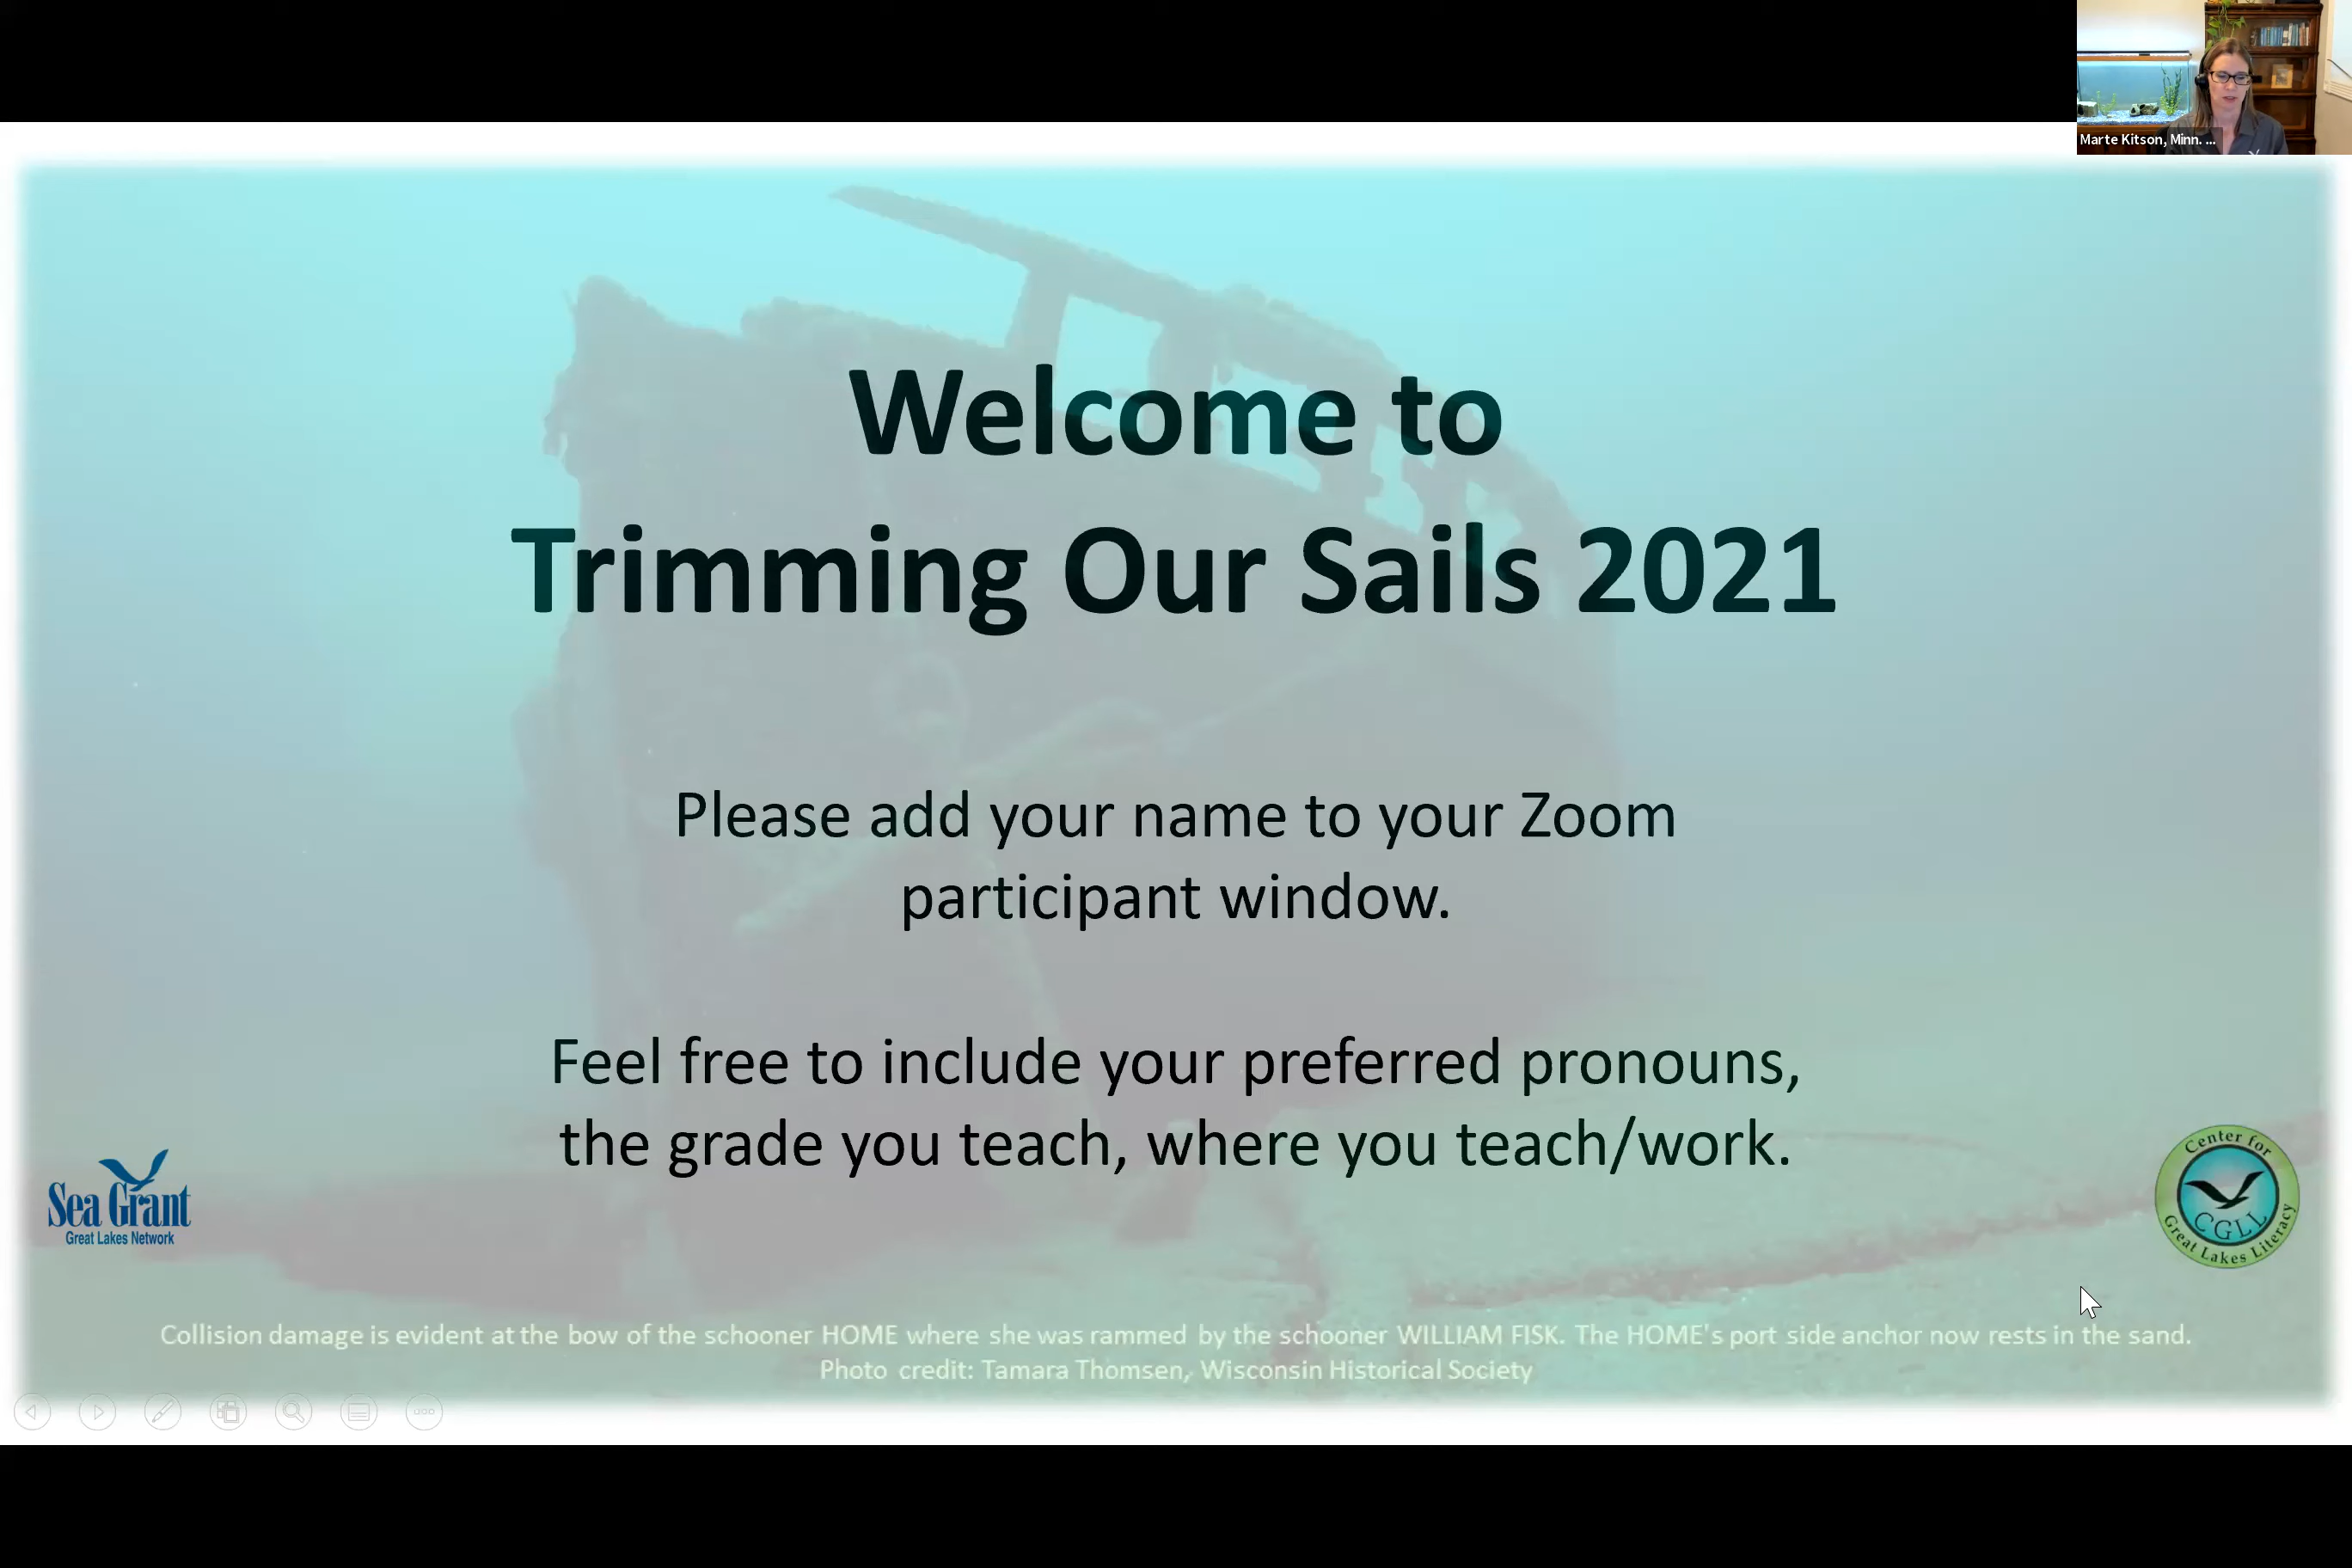 Marte Kitson, Minn. ...
Welcome to
Trimming Our Sails 2021
Please add your name to your Zoom
participant window.
Feel free to include your preferred pronouns,
the grade you teach, where you teach/work.
Sea Grant
Great Lakes Network
Center for
CGLL
Great Lakes Literacy
Collision damage is evident at the bow of the schooner HOME where she was rammed by the schooner WILLIAM FISK. The HOME's port side anchor now rests in the sand.
Photo credit: Tamara Thomsen, Wisconsin Historical Society